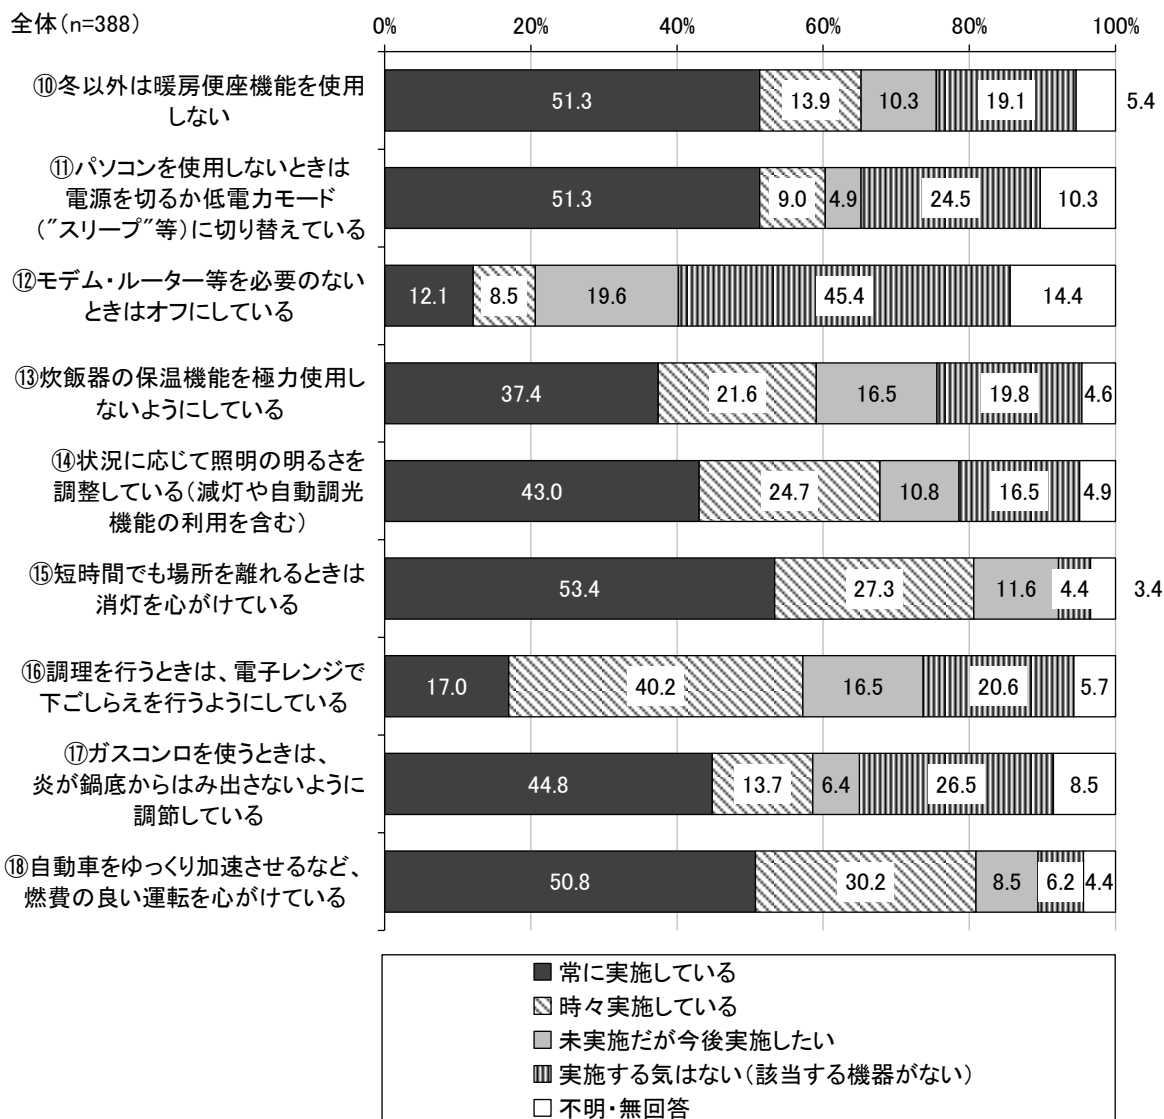 全体（n=388）
0% 20% 40% 60% 80% 100%
⑩冬以外は暖房便座機能を使用
しない
51.3 13.9 10.3 19.1 5.4
⑪パソコンを使用しないときは
電源を切るか低電力モード
（"スリープ"等）に切り替えている
51.3 9.0 4.9 24.5 10.3
⑫モデム・ルーター等を必要のない
ときはオフにしている
12.1 8.5 19.6 45.4 14.4
⑬炊飯器の保温機能を極力使用し
ないようにしている
37.4 21.6 16.5 19.8 4.6
⑭状況に応じて照明の明るさを
調整している（減灯や自動調光
機能の利用を含む）
43.0 24.7 10.8 16.5 4.9
⑮短時間でも場所を離れるときは
消灯を心がけている
53.4 27.3 11.6 4.4 3.4
⑯調理を行うときは、電子レンジで
下ごしらえを行うようにしている
17.0 40.2 16.5 20.6 5.7
⑰ガスコンロを使うときは、
炎が鍋底からはみ出さないように
調節している
44.8 13.7 6.4 26.5 8.5
⑱自動車をゆっくり加速させるなど、
燃費の良い運転を心がけている
50.8 30.2 8.5 6.2 4.4
常に実施している
時々実施している
未実施だが今後実施したい
実施する気はない（該当する機器がない）
不明・無回答